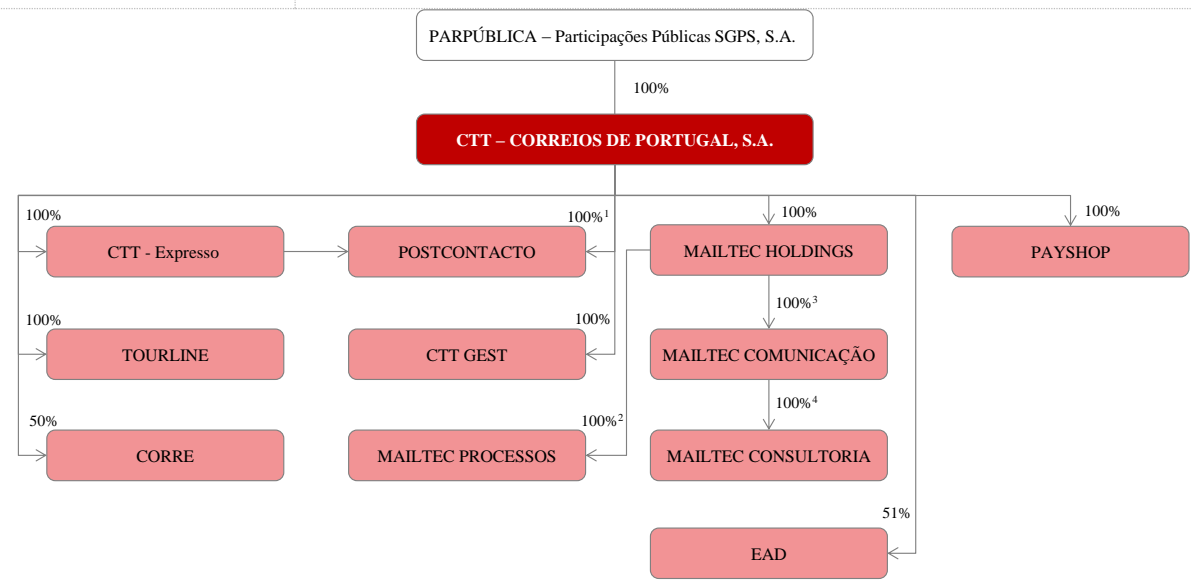 PARPÚBLICA – Participações Públicas SGPS, S.A.
100%
CTT – CORREIOS DE PORTUGAL, S.A.
100%
100%¹
100%
100%
CTT - Expresso
POSTCONTACTO
MAILTEC HOLDINGS
PAYSHOP
100%³
100%
100%
TOURLINE
CTT GEST
MAILTEC COMUNICAÇÃO
100%⁴
50%
100%²
CORRE
MAILTEC PROCESSOS
MAILTEC CONSULTORIA
51%
EAD